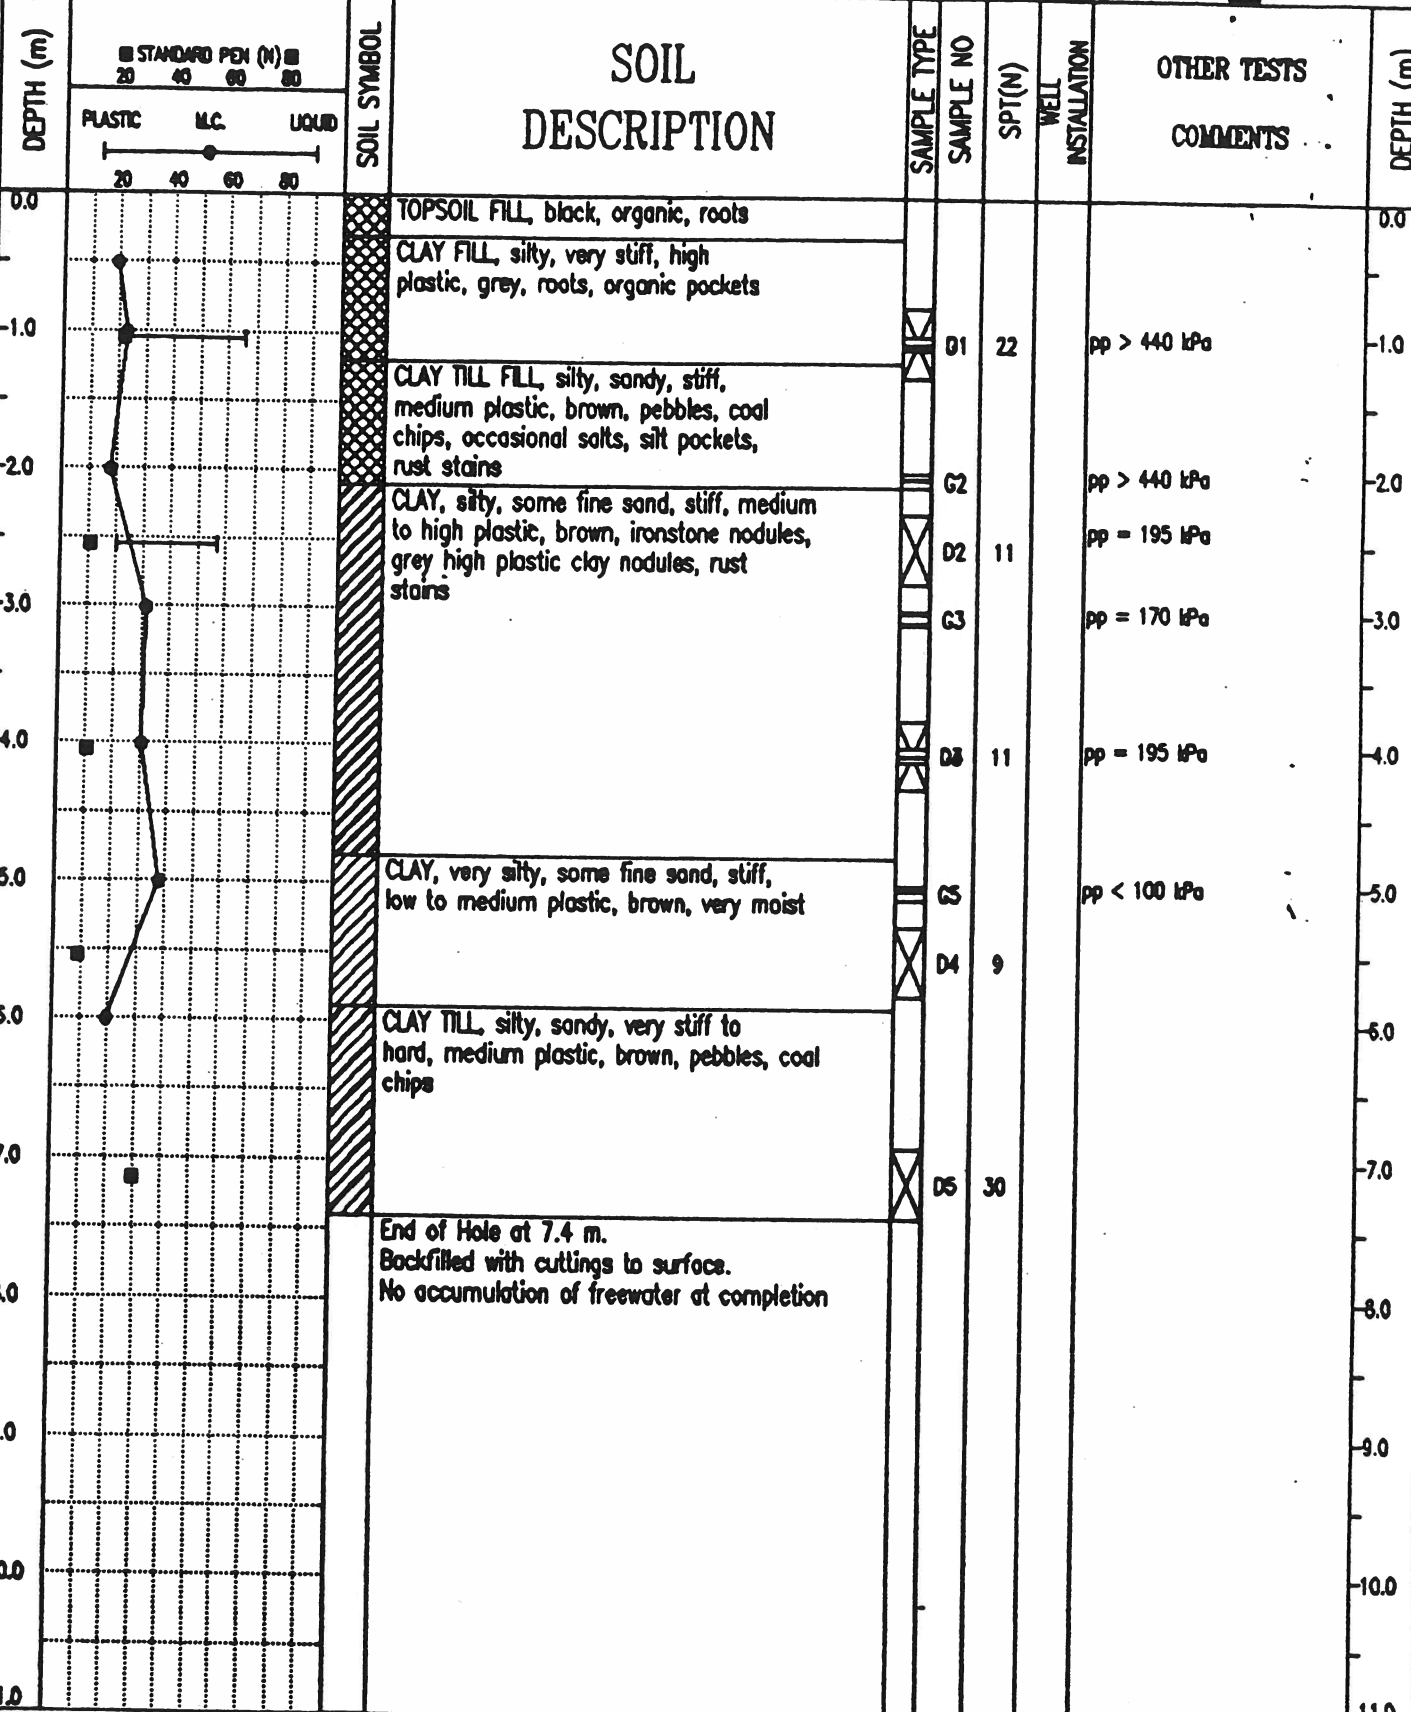 DEPTH (m)
■ STANDARD PEN (N) ■
20 40 60 80
PLASTIC M.C. LIQUID
20 40 60 80
SOIL SYMBOL
SOIL
DESCRIPTION
SAMPLE TYPE
SAMPLE NO
SPT(N)
WELL
INSTALLATION
OTHER TESTS
COMMENTS
DEPTH (m)
0.0
TOPSOIL FILL, black, organic, roots
0.0
CLAY FILL, silty, very stiff, high
plastic, grey, roots, organic pockets
1.0
D1 22 pp > 440 kPa
1.0
CLAY TILL FILL, silty, sandy, stiff,
medium plastic, brown, pebbles, coal
chips, occasional salts, silt pockets,
rust stains
2.0
G2 pp > 440 kPa
2.0
CLAY, silty, some fine sand, stiff, medium
to high plastic, brown, ironstone nodules,
grey high plastic clay nodules, rust
stains
D2 11 pp = 195 kPa
3.0
G3 pp = 170 kPa
3.0
4.0
11 pp = 195 kPa
4.0
CLAY, very silty, some fine sand, stiff,
low to medium plastic, brown, very moist
5.0
G5 pp < 100 kPa
5.0
D4 9
6.0
CLAY TILL, silty, sandy, very stiff to
hard, medium plastic, brown, pebbles, coal
chips
6.0
7.0
D5 30
7.0
End of Hole at 7.4 m.
Backfilled with cuttings to surface.
No accumulation of freewater at completion
.0
8.0
.0
9.0
0.0
10.0
1.0
11.0